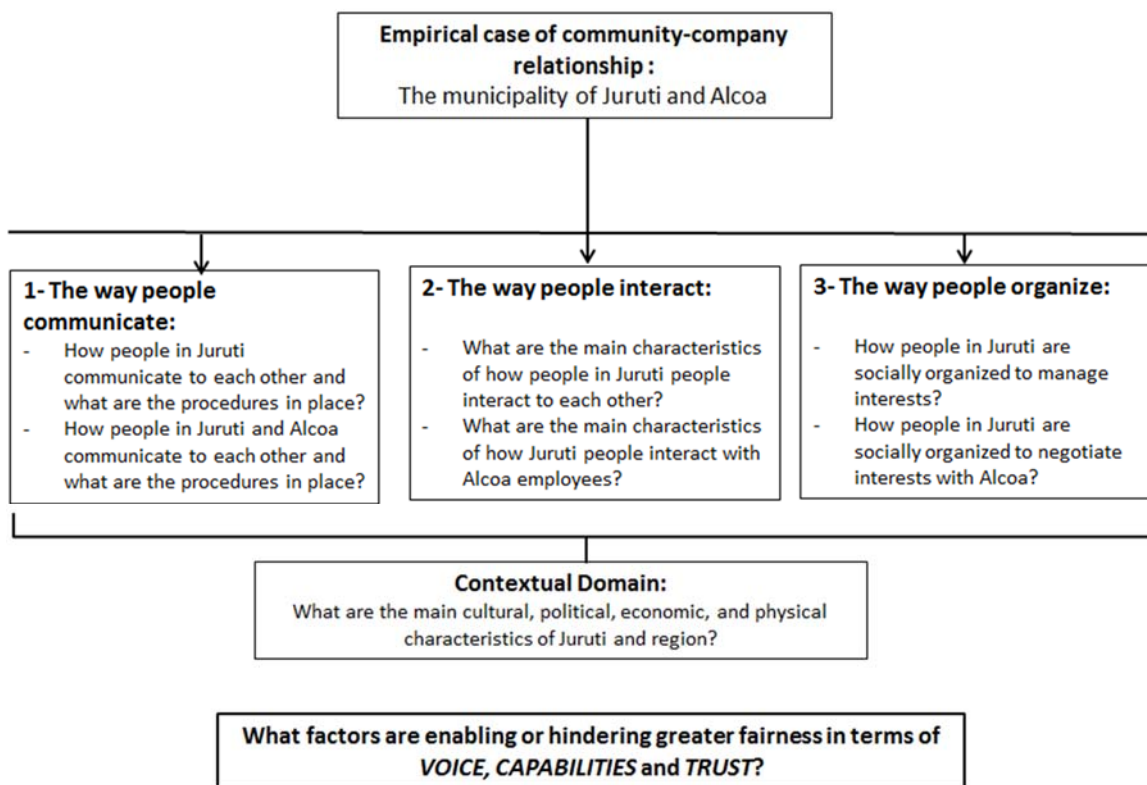 Empirical case of community-company
relationship :
The municipality of Juruti and Alcoa
1- The way people
communicate:
- How people in Juruti
communicate to each other and
what are the procedures in place?
- How people in Juruti and Alcoa
communicate to each other and
what are the procedures in place?
2- The way people interact:
- What are the main characteristics
of how people in Juruti people
interact to each other?
- What are the main characteristics
of how Juruti people interact with
Alcoa employees?
3- The way people organize:
- How people in Juruti are
socially organized to manage
interests?
- How people in Juruti are
socially organized to negotiate
interests with Alcoa?
Contextual Domain:
What are the main cultural, political, economic, and physical
characteristics of Juruti and region?
What factors are enabling or hindering greater fairness in terms of
VOICE, CAPABILITIES and TRUST?